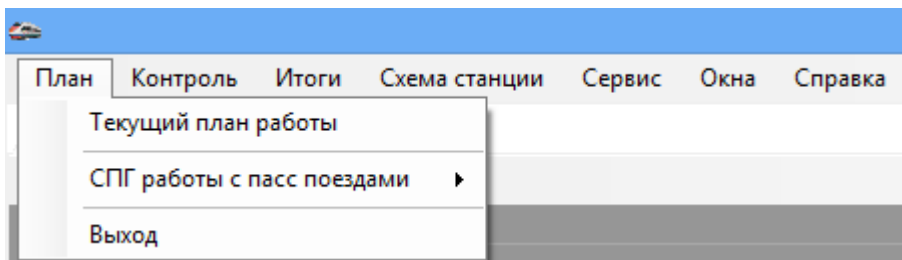 План Контроль Итоги Схема станции Сервис Окна Справка
Текущий план работы
СПГ работы с пасс поездами
Выход